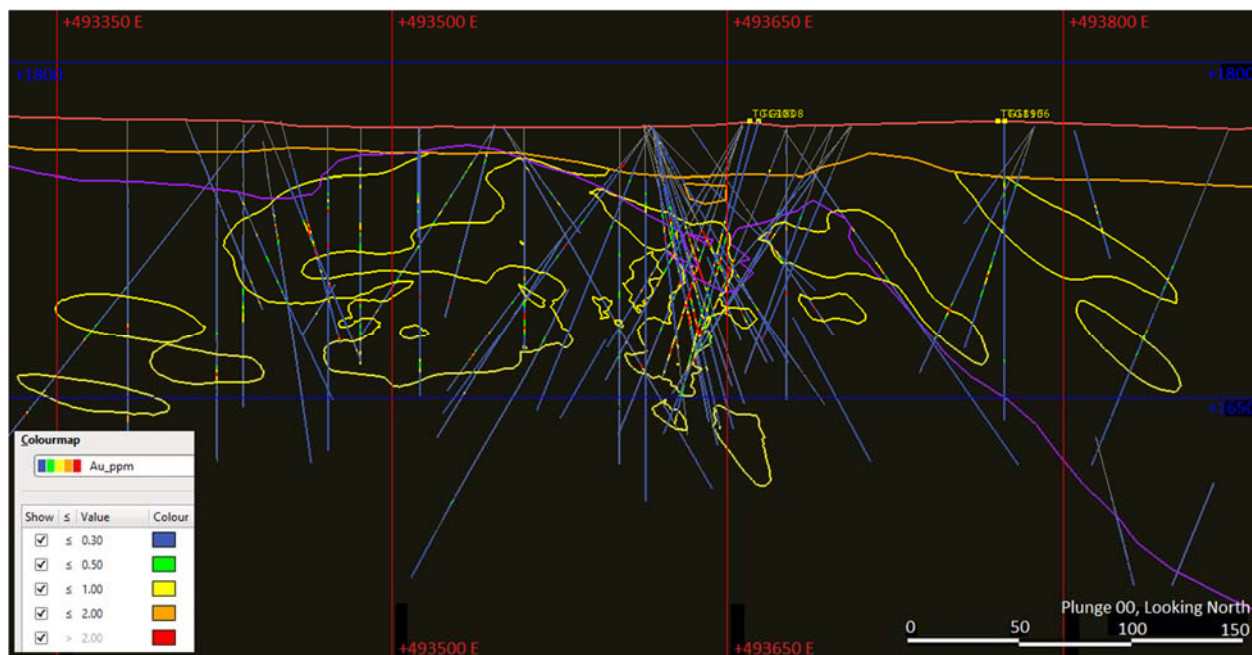 +493350 E
+493500 E
+493650 E
+493800 E
+1800
+1800
+1650
Colourmap
Au_ppm
Show ≤ Value Colour
≤ 0.30
≤ 0.50
≤ 1.00
≤ 2.00
> 2.00
+493500 E
+493650 E
Plunge 00, Looking North
0 50 100 150